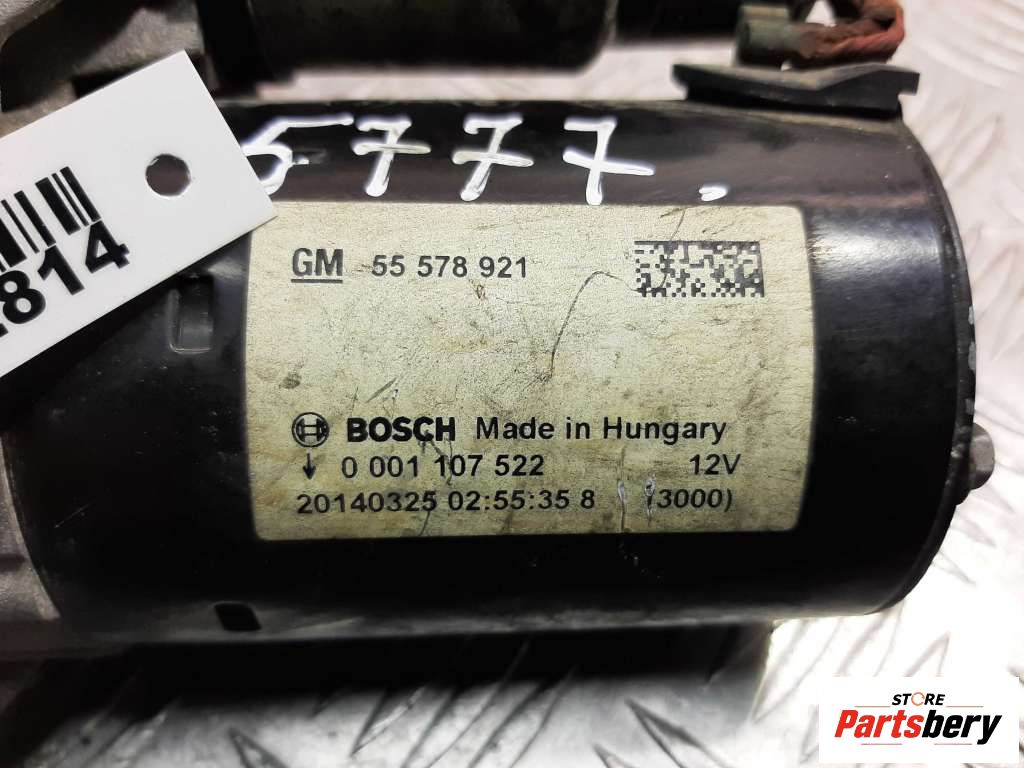 5777.
814
GM 55 578 921
BOSCH Made in Hungary
0 001 107 522 12V
20140325 02:55:35 8 (3000)
STORE
Partsbery